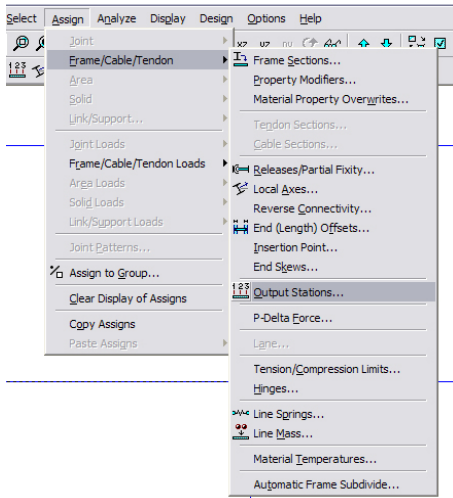 Select Assign Analyze Display Design Options Help
Joint
Frame/Cable/Tendon
Area
Solid
Link/Support...
Joint Loads
Frame/Cable/Tendon Loads
Area Loads
Solid Loads
Link/Support Loads
Joint Patterns...
Assign to Group...
Clear Display of Assigns
Copy Assigns
Paste Assigns
Frame Sections...
Property Modifiers...
Material Property Overwrites...
Tendon Sections...
Cable Sections...
Releases/Partial Fixity...
Local Axes...
Reverse Connectivity...
End (Length) Offsets...
Insertion Point...
End Skews...
Output Stations...
P-Delta Force...
Lane...
Tension/Compression Limits...
Hinges...
Line Springs...
Line Mass...
Material Temperatures...
Automatic Frame Subdivide...